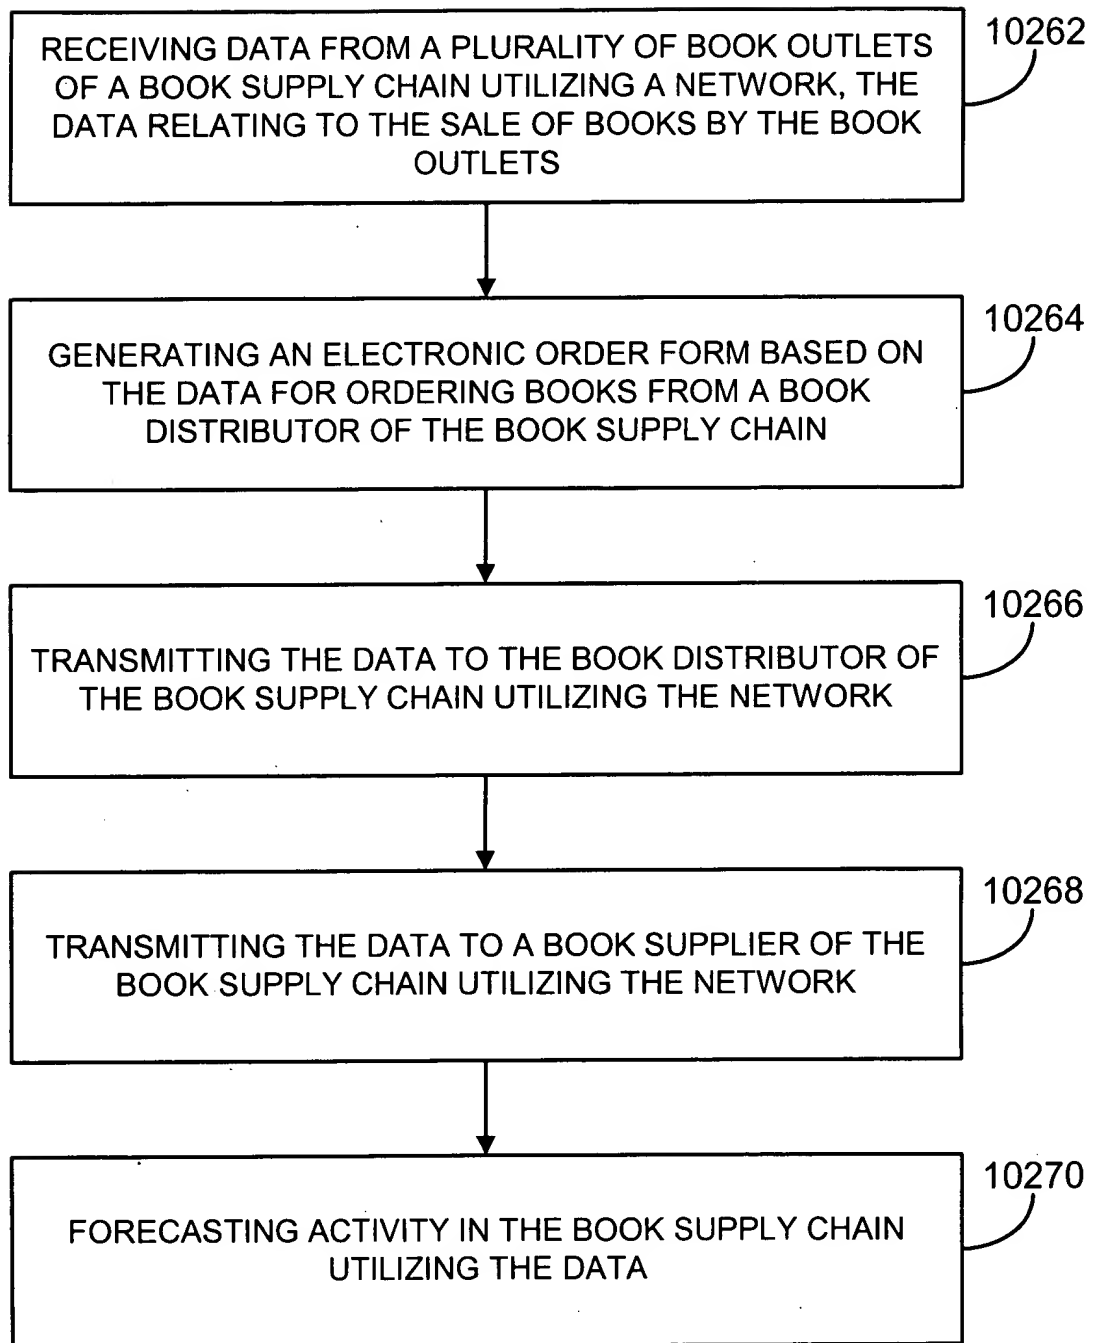 RECEIVING DATA FROM A PLURALITY OF BOOK OUTLETS
OF A BOOK SUPPLY CHAIN UTILIZING A NETWORK, THE
DATA RELATING TO THE SALE OF BOOKS BY THE BOOK
OUTLETS
10262
GENERATING AN ELECTRONIC ORDER FORM BASED ON
THE DATA FOR ORDERING BOOKS FROM A BOOK
DISTRIBUTOR OF THE BOOK SUPPLY CHAIN
10264
TRANSMITTING THE DATA TO THE BOOK DISTRIBUTOR OF
THE BOOK SUPPLY CHAIN UTILIZING THE NETWORK
10266
TRANSMITTING THE DATA TO A BOOK SUPPLIER OF THE
BOOK SUPPLY CHAIN UTILIZING THE NETWORK
10268
FORECASTING ACTIVITY IN THE BOOK SUPPLY CHAIN
UTILIZING THE DATA
10270